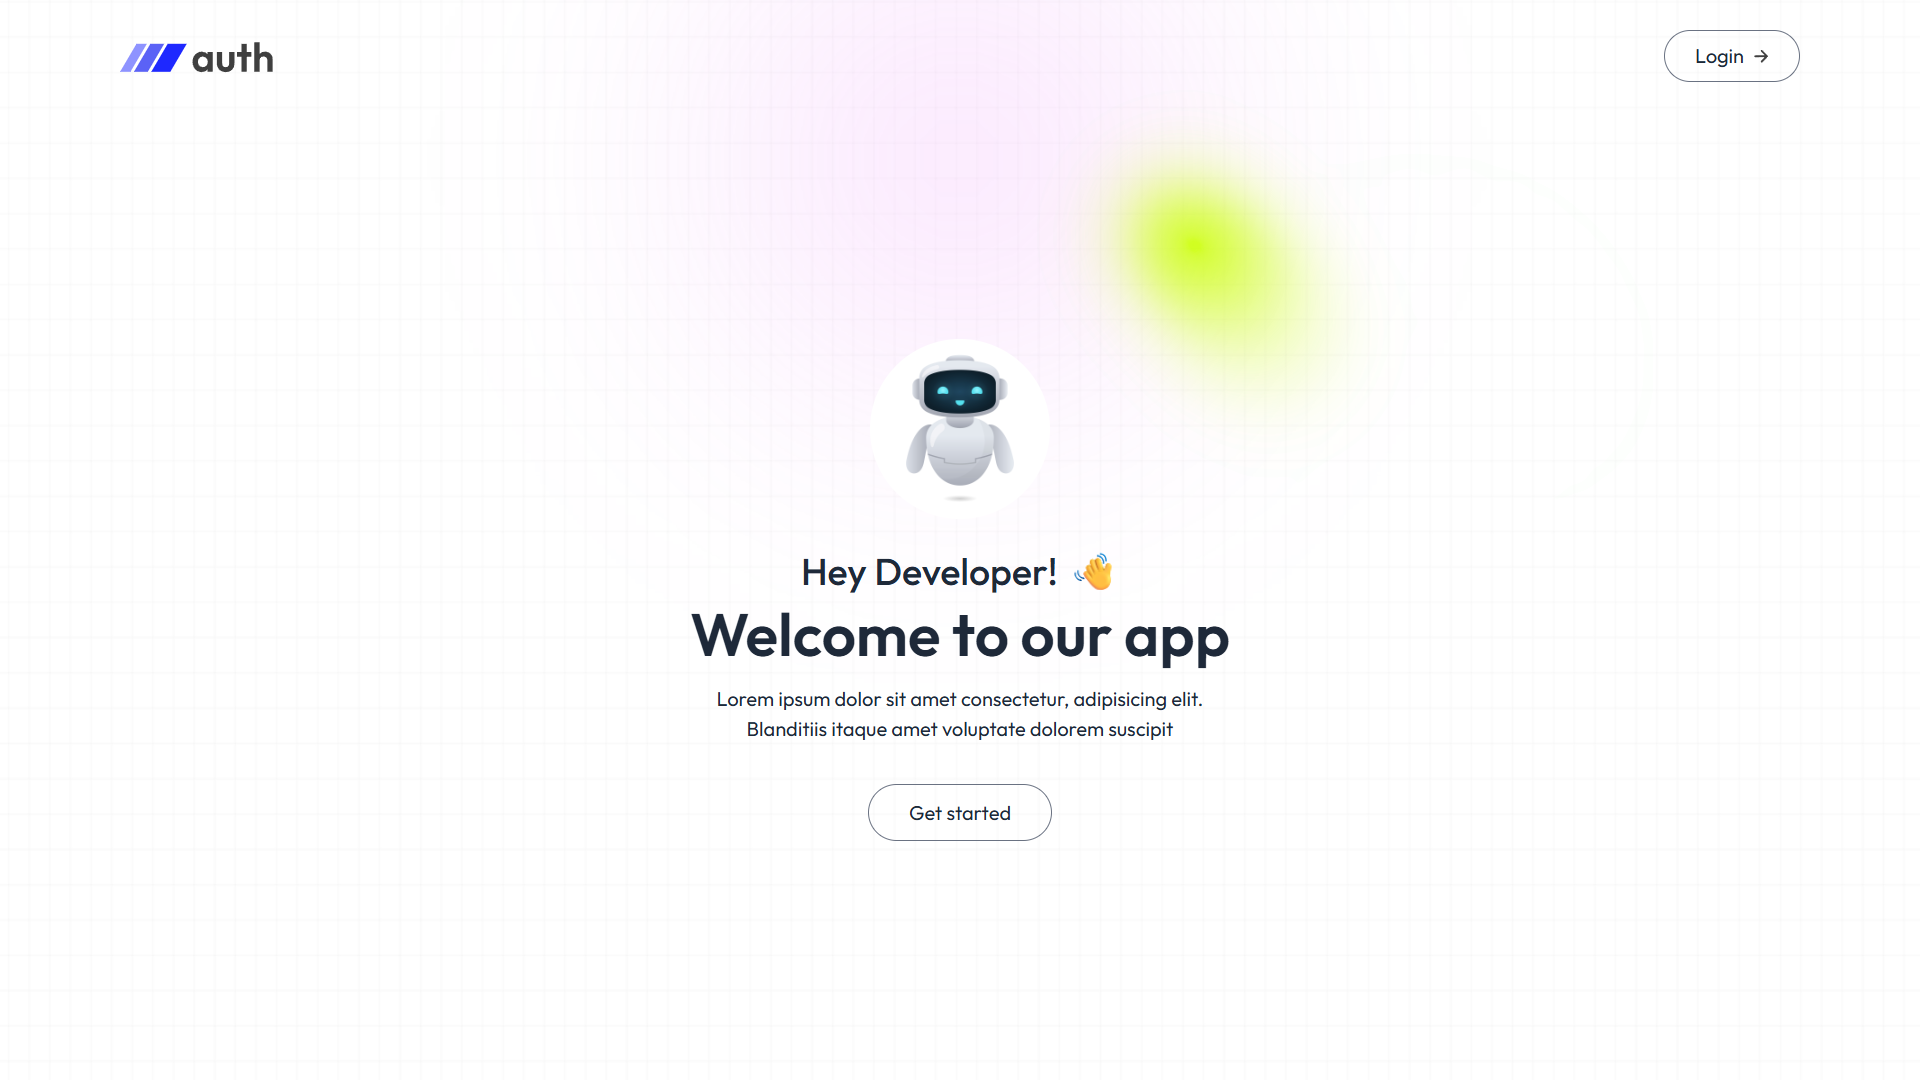 auth
Login
Hey Developer! 👋
Welcome to our app
Lorem ipsum dolor sit amet consectetur, adipisicing elit.
Blanditiis itaque amet voluptate dolorem suscipit
Get started